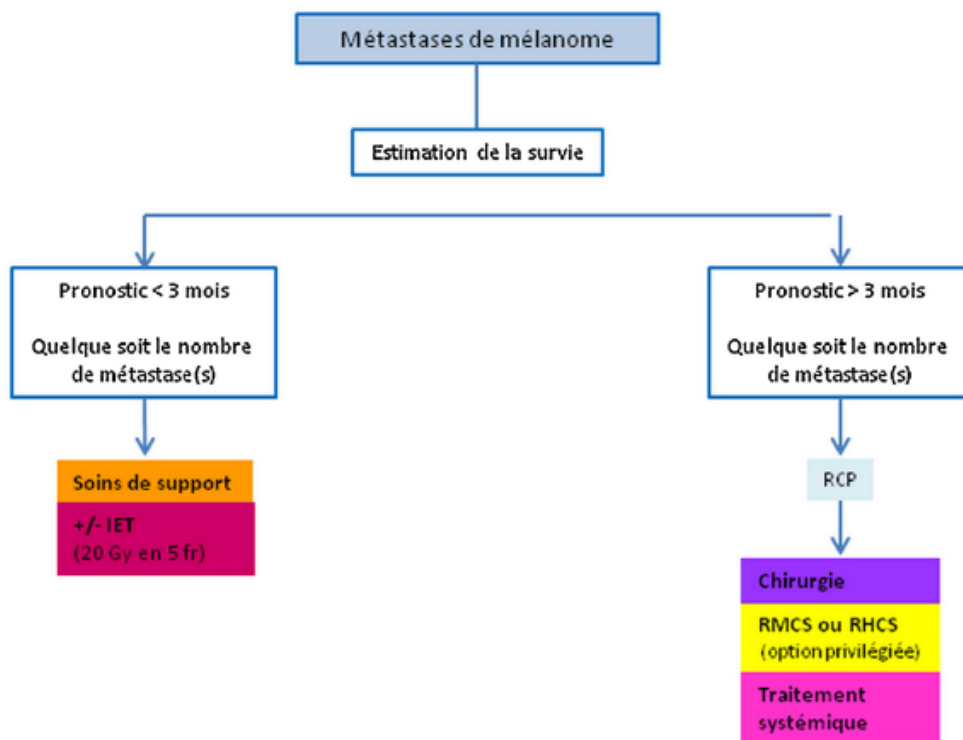 Métastases de mélanome
Estimation de la survie
Pronostic < 3 mois
Quelque soit le nombre
de métastase(s)
Soins de support
+/- IET
(20 Gy en 5 fr)
Pronostic > 3 mois
Quelque soit le nombre
de métastase(s)
RCP
Chirurgie
RMCS ou RHCS
(option privilégiée)
Traitement
systémique